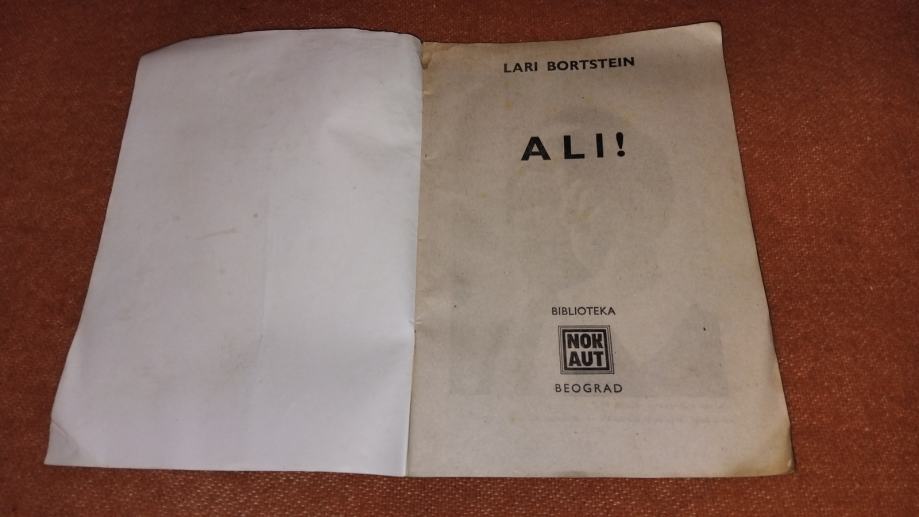 LARI BORTSTEIN
ALI!
BIBLIOTEKA
NOK
AUT
BEOGRAD